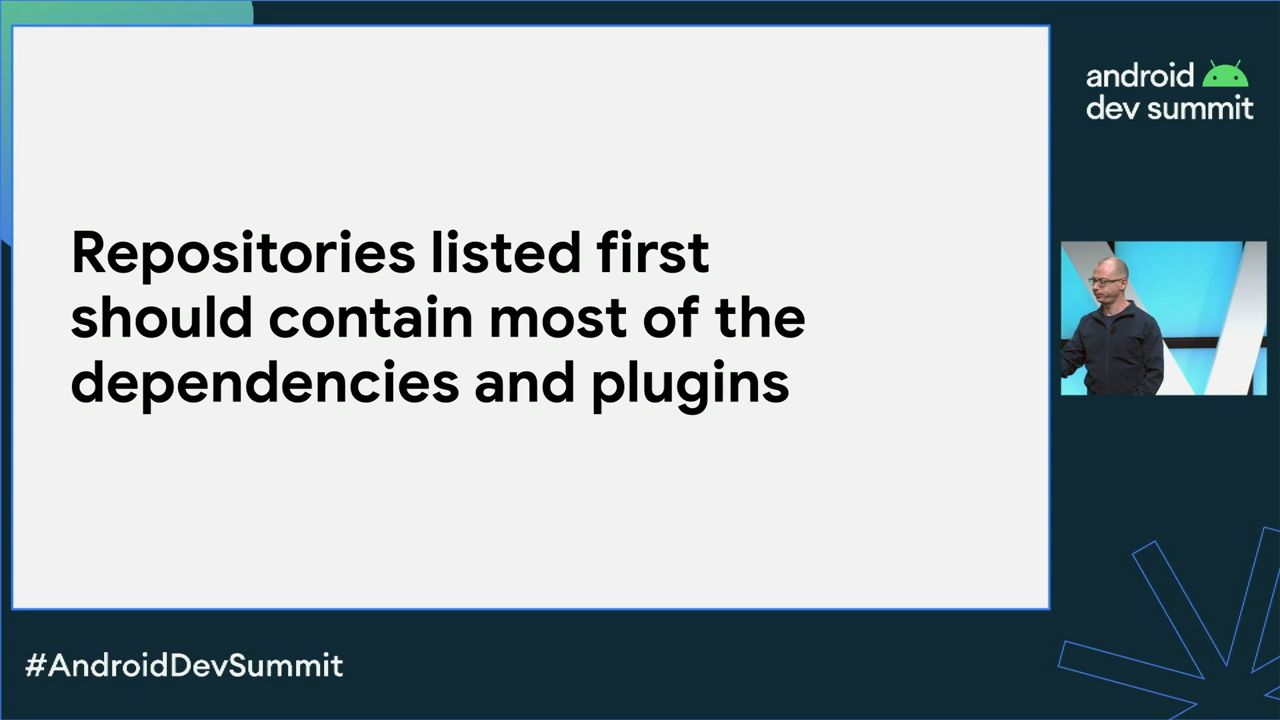 Repositories listed first
should contain most of the
dependencies and plugins
android
dev summit
#AndroidDevSummit